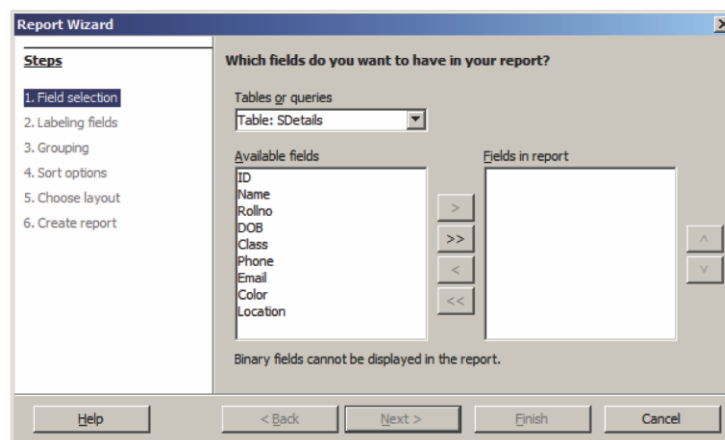 Report Wizard
Steps
1. Field selection
2. Labeling fields
3. Grouping
4. Sort options
5. Choose layout
6. Create report
Which fields do you want to have in your report?
Tables or queries
Table: SDetails
Available fields
ID
Name
Rollno
DOB
Class
Phone
Email
Color
Location
>
>>
<
<<
Fields in report
Binary fields cannot be displayed in the report.
Help
< Back
Next >
Finish
Cancel